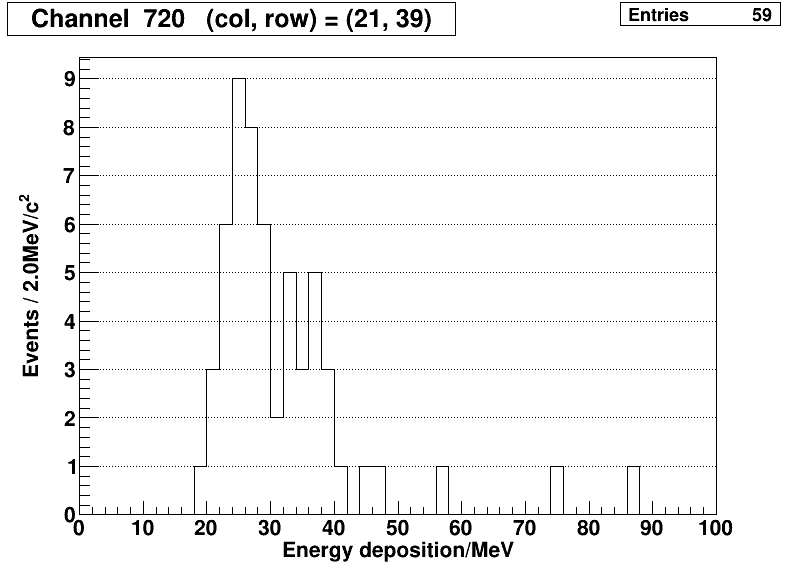 Channel 720 (col, row) = (21, 39)
Entries 59
Events / 2.0MeV/c²
9
8
7
6
5
4
3
2
1
0
0 10 20 30 40 50 60 70 80 90 100
Energy deposition/MeV